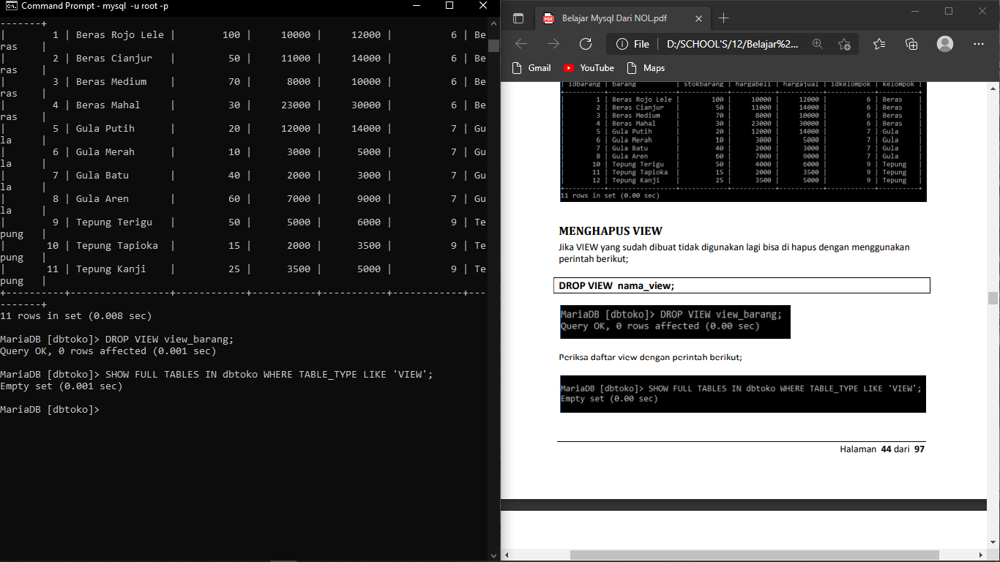 Command Prompt - mysql -u root -p
-------+
|        1 | Beras Rojo Lele |         100 |     10000 |     12000 |          6 | Be
ras    |
|        2 | Beras Cianjur   |          50 |     11000 |     14000 |          6 | Be
ras    |
|        3 | Beras Medium    |          70 |      8000 |     10000 |          6 | Be
ras    |
|        4 | Beras Mahal     |          30 |     23000 |     30000 |          6 | Be
ras    |
|        5 | Gula Putih      |          20 |     12000 |     14000 |          7 | Gu
la     |
|        6 | Gula Merah      |          10 |      3000 |      5000 |          7 | Gu
la     |
|        7 | Gula Batu       |          40 |      2000 |      3000 |          7 | Gu
la     |
|        8 | Gula Aren       |          60 |      7000 |      9000 |          7 | Gu
la     |
|        9 | Tepung Terigu   |          50 |      5000 |      6000 |          9 | Te
pung   |
|       10 | Tepung Tapioka  |          15 |      2000 |      3500 |          9 | Te
pung   |
|       11 | Tepung Kanji    |          25 |      3500 |      5000 |          9 | Te
pung   |
+----------+-----------------+------------+-----------+-----------+------------+---
-------+
11 rows in set (0.008 sec)
MariaDB [dbtoko]> DROP VIEW view_barang;
Query OK, 0 rows affected (0.001 sec)
MariaDB [dbtoko]> SHOW FULL TABLES IN dbtoko WHERE TABLE_TYPE LIKE 'VIEW';
Empty set (0.001 sec)
MariaDB [dbtoko]>
PDF Belajar Mysql Dari NOL.pdf
File | D:/SCHOOL'S/12/Belajar%2...
Gmail YouTube Maps
| idbarang | barang | stokbarang | hargabeli | hargajual | idkelompok | kelompok |
| 1 | Beras Rojo Lele | 100 | 10000 | 12000 | 6 | Beras |
| 2 | Beras Cianjur | 50 | 11000 | 14000 | 6 | Beras |
| 3 | Beras Medium | 70 | 8000 | 10000 | 6 | Beras |
| 4 | Beras Mahal | 30 | 23000 | 30000 | 6 | Beras |
| 5 | Gula Putih | 20 | 12000 | 14000 | 7 | Gula |
| 6 | Gula Merah | 10 | 3000 | 5000 | 7 | Gula |
| 7 | Gula Batu | 40 | 2000 | 3000 | 7 | Gula |
| 8 | Gula Aren | 60 | 7000 | 9000 | 7 | Gula |
| 10 | Tepung Terigu | 50 | 4000 | 6000 | 9 | Tepung |
| 11 | Tepung Tapioka | 15 | 2000 | 3500 | 9 | Tepung |
| 12 | Tepung Kanji | 25 | 3500 | 5000 | 9 | Tepung |
11 rows in set (0.00 sec)
MENGHAPUS VIEW
Jika VIEW yang sudah dibuat tidak digunakan lagi bisa di hapus dengan menggunakan
perintah berikut;
DROP VIEW nama_view;
MariaDB [dbtoko]> DROP VIEW view_barang;
Query OK, 0 rows affected (0.00 sec)
Periksa daftar view dengan perintah berikut;
MariaDB [dbtoko]> SHOW FULL TABLES IN dbtoko WHERE TABLE_TYPE LIKE 'VIEW';
Empty set (0.00 sec)
Halaman 44 dari 97